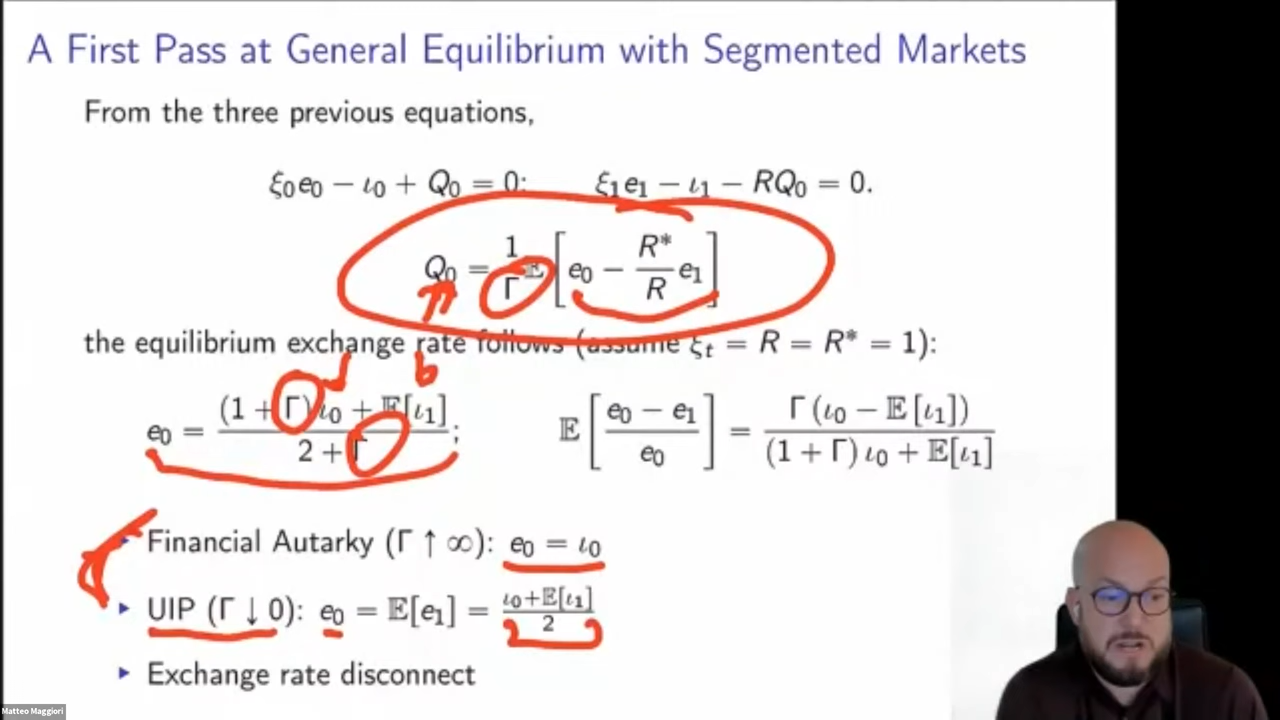 A First Pass at General Equilibrium with Segmented Markets
From the three previous equations,
ξ₀e₀ − ι₀ + Q₀ = 0; ξ₁e₁ − ι₁ − RQ₀ = 0.
Q₀ = 1/Γ 𝔼[e₀ − R*/R e₁]
the equilibrium exchange rate follows (assume ξₜ = R = R* = 1):
e₀ = ((1 + Γ)ι₀ + 𝔼[ι₁])/(2 + Γ); 𝔼[(e₀ − e₁)/e₀] = Γ(ι₀ − 𝔼[ι₁])/((1 + Γ)ι₀ + 𝔼[ι₁])
▸ Financial Autarky (Γ ↑ ∞): e₀ = ι₀
▸ UIP (Γ ↓ 0): e₀ = 𝔼[e₁] = (ι₀+𝔼[ι₁])/2
▸ Exchange rate disconnect
Matteo Maggiori